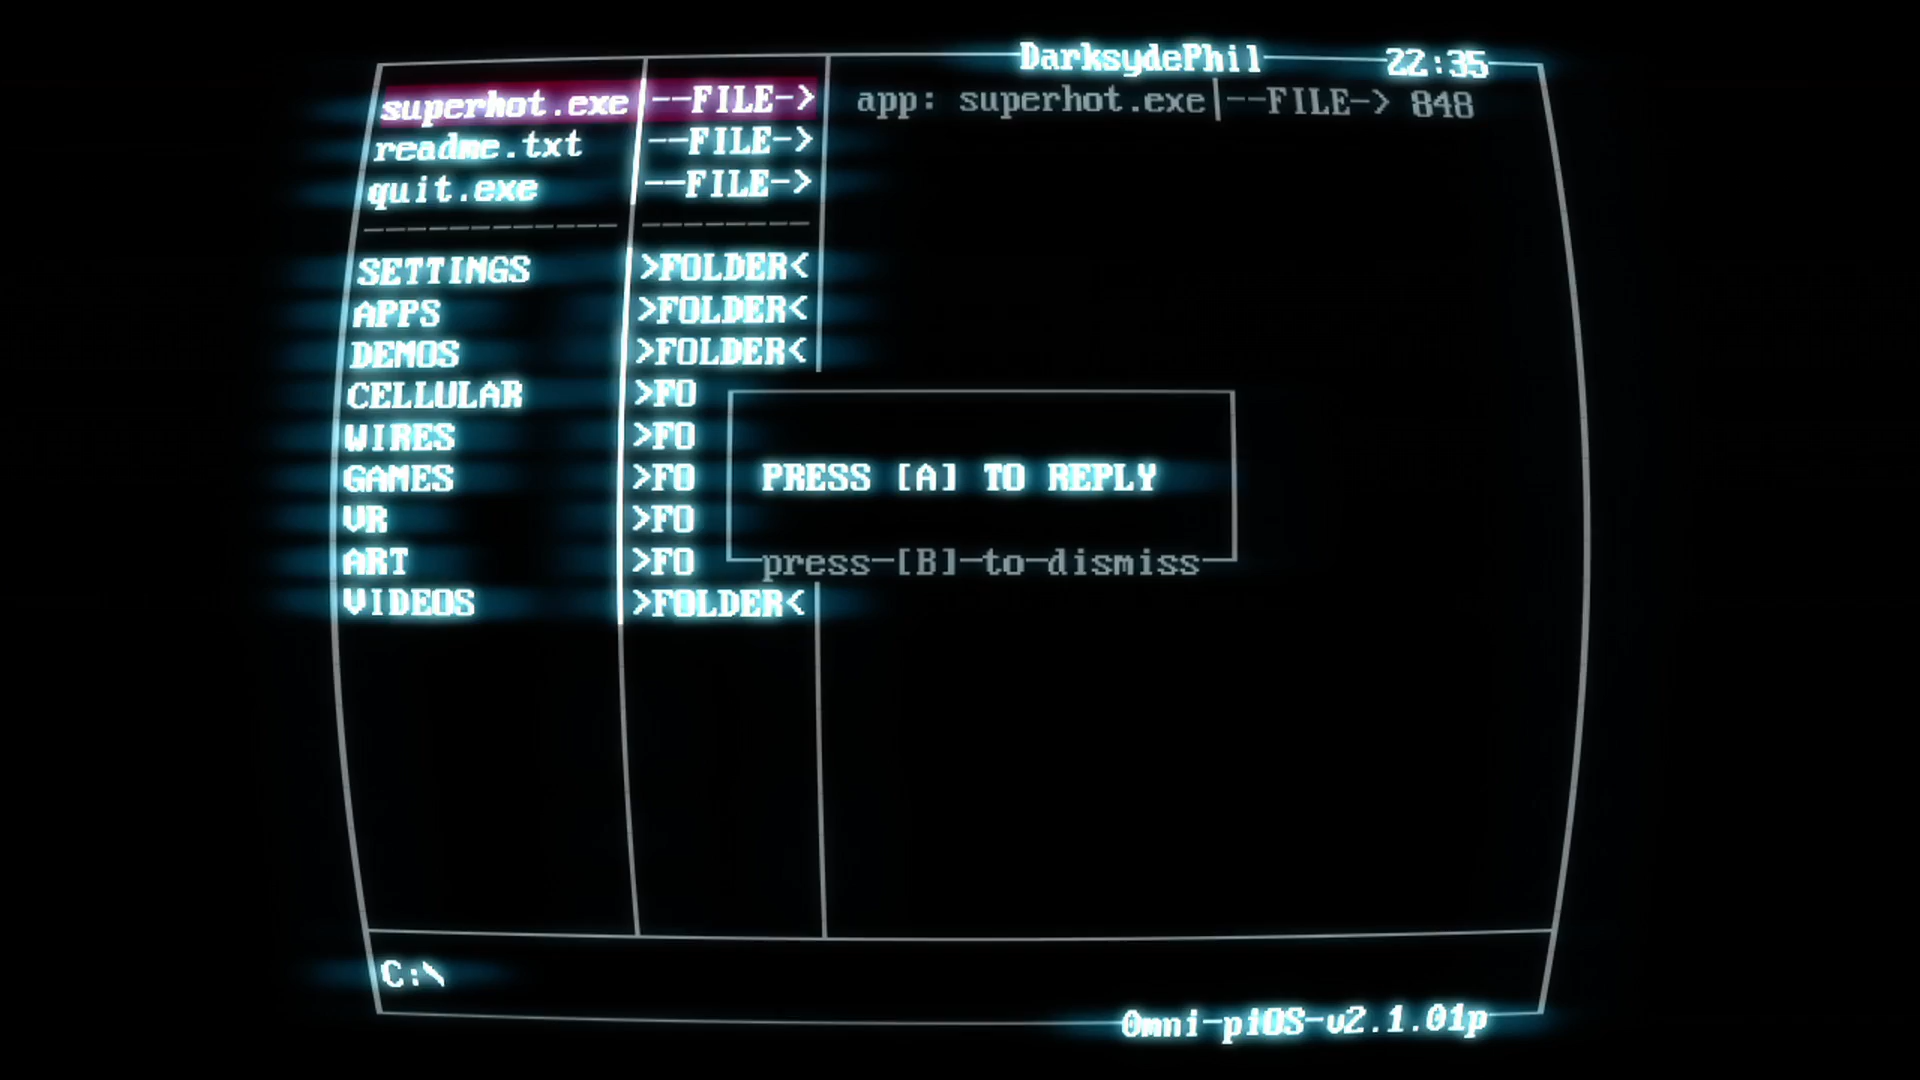 DarksydePhil 22:35
superhot.exe --FILE-> app: superhot.exe|--FILE-> 848
readme.txt --FILE->
quit.exe --FILE->
SETTINGS >FOLDER<
APPS >FOLDER<
DEMOS >FOLDER<
CELLULAR >FO
WIRES >FO
GAMES >FO
PRESS [A] TO REPLY
VR >FO
ART >FO
press-[B]-to-dismiss
VIDEOS >FOLDER<
C:\
0mni-piOS-v2.1.01p